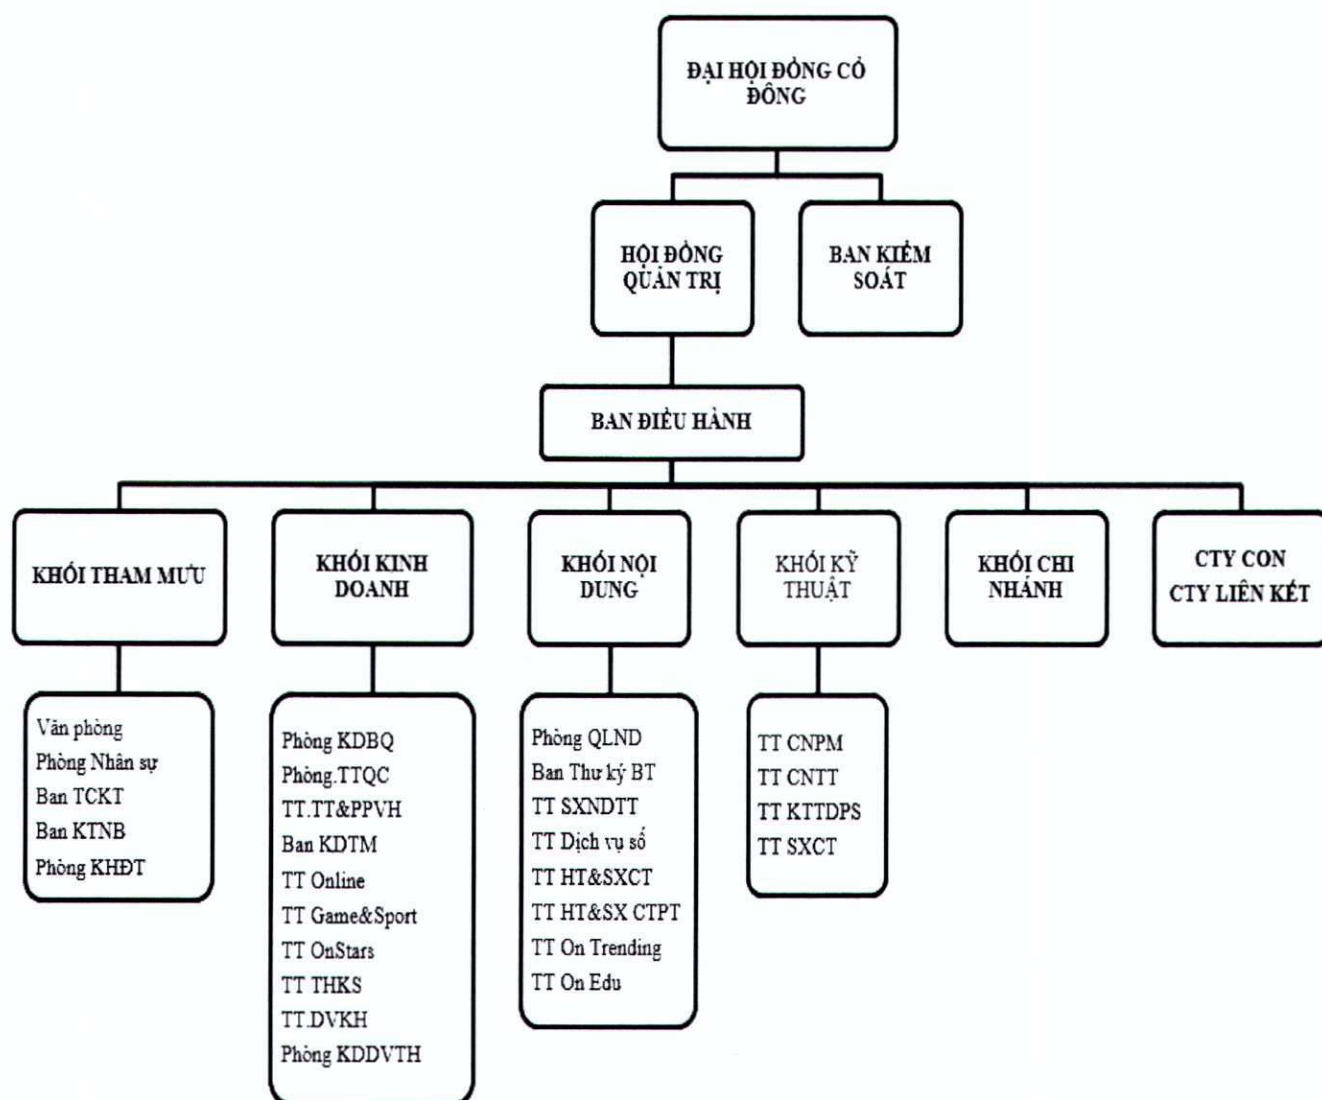 ĐẠI HỘI ĐỒNG CỔ
ĐÔNG
HỘI ĐỒNG
QUẢN TRỊ
BAN KIỂM
SOÁT
BAN ĐIỀU HÀNH
KHỐI THAM MƯU
KHỐI KINH
DOANH
KHỐI NỘI
DUNG
KHỐI KỸ
THUẬT
KHỐI CHI
NHÁNH
CTY CON
CTY LIÊN KẾT
Văn phòng
Phòng Nhân sự
Ban TCKT
Ban KTNB
Phòng KHĐT
Phòng KDBQ
Phòng.TTQC
TT.TT&PPVH
Ban KDTM
TT Online
TT Game&Sport
TT OnStars
TT THKS
TT.DVKH
Phòng KDDVTH
Phòng QLND
Ban Thư ký BT
TT SXNDTT
TT Dịch vụ số
TT HT&SXCT
TT HT&SX CTPT
TT On Trending
TT On Edu
TT CNPM
TT CNTT
TT KTTDPS
TT SXCT